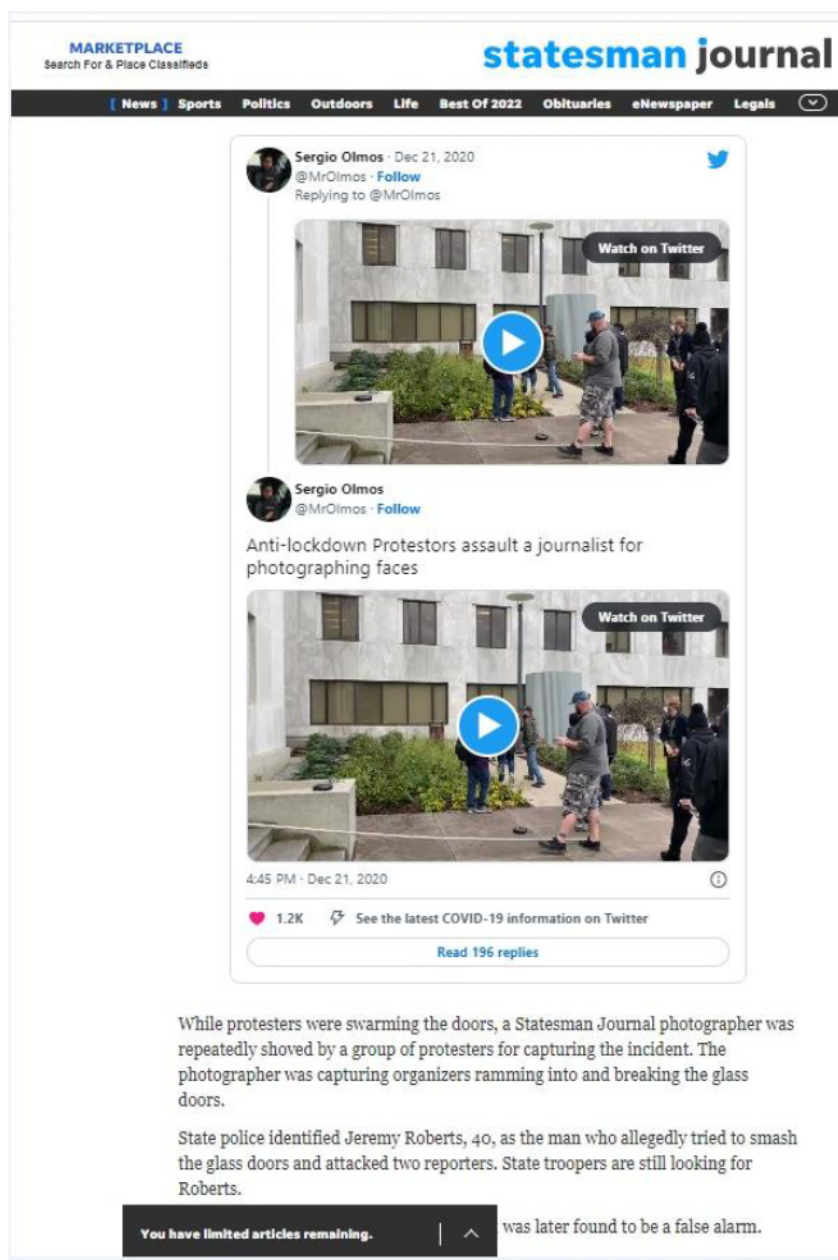 MARKETPLACE
Search For & Place Classifieds
statesman journal
[ News ] Sports Politics Outdoors Life Best Of 2022 Obituaries eNewspaper Legals
Sergio Olmos · Dec 21, 2020
@MrOlmos · Follow
Replying to @MrOlmos
Watch on Twitter
Sergio Olmos
@MrOlmos · Follow
Anti-lockdown Protestors assault a journalist for
photographing faces
Watch on Twitter
4:45 PM · Dec 21, 2020
1.2K See the latest COVID-19 information on Twitter
Read 196 replies
While protesters were swarming the doors, a Statesman Journal photographer was
repeatedly shoved by a group of protesters for capturing the incident. The
photographer was capturing organizers ramming into and breaking the glass
doors.
State police identified Jeremy Roberts, 40, as the man who allegedly tried to smash
the glass doors and attacked two reporters. State troopers are still looking for
Roberts.
was later found to be a false alarm.
You have limited articles remaining.